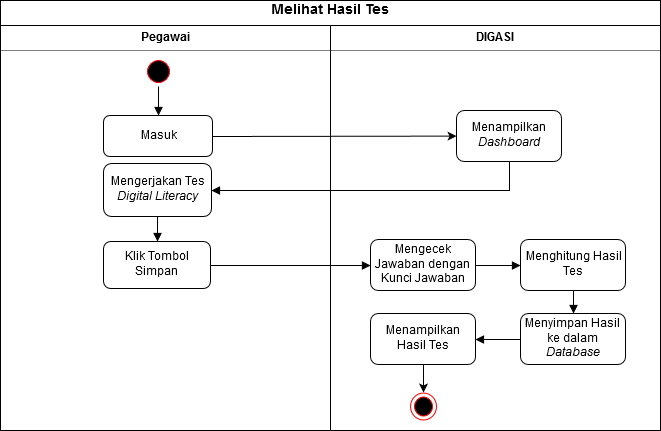 Melihat Hasil Tes
Pegawai
DIGASI
Masuk
Menampilkan
Dashboard
Mengerjakan Tes
Digital Literacy
Klik Tombol
Simpan
Mengecek
Jawaban dengan
Kunci Jawaban
Menghitung Hasil
Tes
Menyimpan Hasil
ke dalam
Database
Menampilkan
Hasil Tes